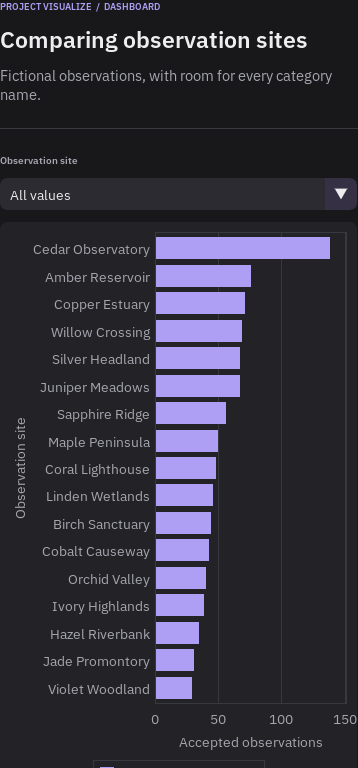 PROJECT VISUALIZE / DASHBOARD
Comparing observation sites
Fictional observations, with room for every category
name.
Observation site
All values
Cedar Observatory
Amber Reservoir
Copper Estuary
Willow Crossing
Silver Headland
Juniper Meadows
Sapphire Ridge
Maple Peninsula
Coral Lighthouse
Linden Wetlands
Birch Sanctuary
Cobalt Causeway
Orchid Valley
Ivory Highlands
Hazel Riverbank
Jade Promontory
Violet Woodland
Observation site
0 50 100 150
Accepted observations